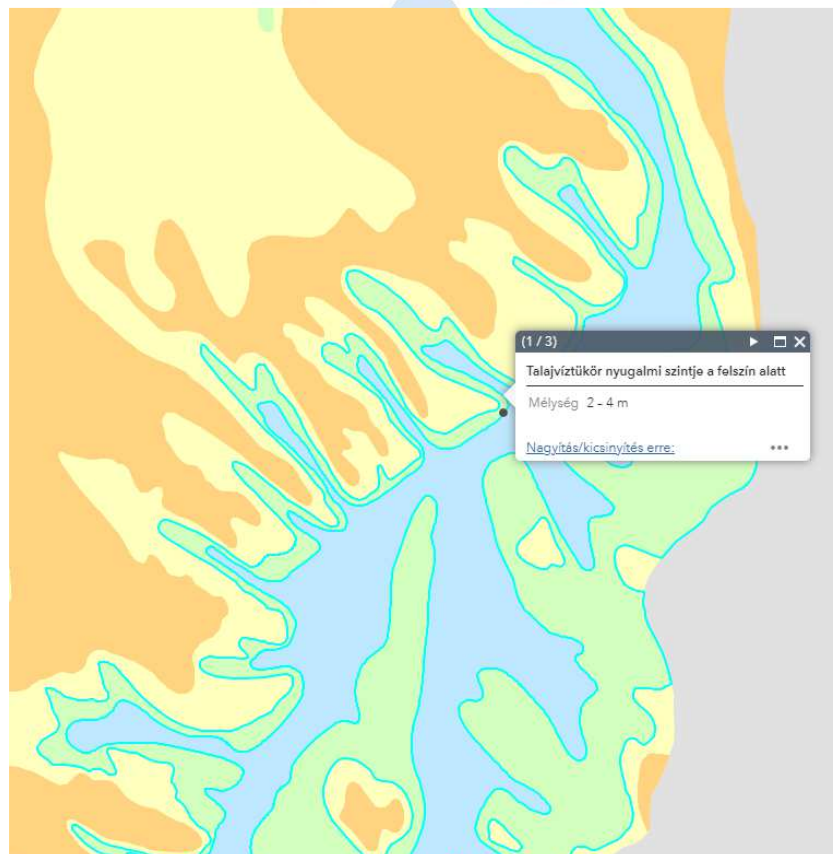 (1 / 3)
Talajvíztükör nyugalmi szintje a felszín alatt
Mélység 2 - 4 m
Nagyítás/kicsinyítés erre: